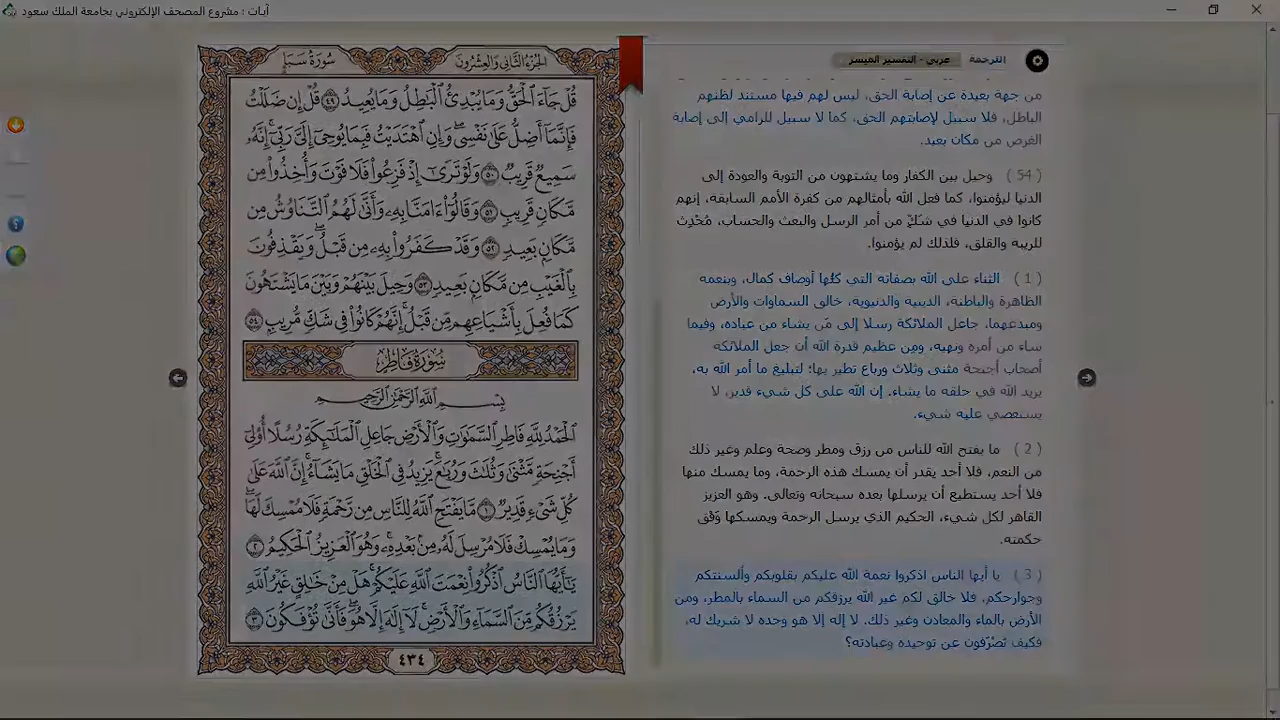 آيات : مشروع المصحف الإلكتروني بجامعة الملك سعود
الجزء الثاني والعشرون
سورة سبإ
قُلْ جَاءَ الْحَقُّ وَمَا يُبْدِئُ الْبَاطِلُ وَمَا يُعِيدُ ٤٩ قُلْ إِن ضَلَلْتُ
فَإِنَّمَا أَضِلُّ عَلَىٰ نَفْسِي وَإِنِ اهْتَدَيْتُ فَبِمَا يُوحِي إِلَيَّ رَبِّي إِنَّهُ
سَمِيعٌ قَرِيبٌ ٥٠ وَلَوْ تَرَىٰ إِذْ فَزِعُوا فَلَا فَوْتَ وَأُخِذُوا مِن
مَّكَانٍ قَرِيبٍ ٥١ وَقَالُوا ءَامَنَّا بِهِ وَأَنَّىٰ لَهُمُ التَّنَاوُشُ مِن
مَّكَانٍ بَعِيدٍ ٥٢ وَقَدْ كَفَرُوا بِهِ مِن قَبْلُ وَيَقْذِفُونَ
بِالْغَيْبِ مِن مَّكَانٍ بَعِيدٍ ٥٣ وَحِيلَ بَيْنَهُمْ وَبَيْنَ مَا يَشْتَهُونَ
كَمَا فُعِلَ بِأَشْيَاعِهِم مِّن قَبْلُ إِنَّهُمْ كَانُوا فِي شَكٍّ مُّرِيبٍ ٥٤
سورة فاطر
بِسْمِ اللَّهِ الرَّحْمَٰنِ الرَّحِيمِ
الْحَمْدُ لِلَّهِ فَاطِرِ السَّمَٰوَٰتِ وَالْأَرْضِ جَاعِلِ الْمَلَٰئِكَةِ رُسُلًا أُولِي
أَجْنِحَةٍ مَّثْنَىٰ وَثُلَٰثَ وَرُبَٰعَ يَزِيدُ فِي الْخَلْقِ مَا يَشَاءُ إِنَّ اللَّهَ عَلَىٰ
كُلِّ شَيْءٍ قَدِيرٌ ١ مَّا يَفْتَحِ اللَّهُ لِلنَّاسِ مِن رَّحْمَةٍ فَلَا مُمْسِكَ لَهَا
وَمَا يُمْسِكْ فَلَا مُرْسِلَ لَهُ مِن بَعْدِهِ وَهُوَ الْعَزِيزُ الْحَكِيمُ ٢
يَٰأَيُّهَا النَّاسُ اذْكُرُوا نِعْمَتَ اللَّهِ عَلَيْكُمْ هَلْ مِنْ خَٰلِقٍ غَيْرُ اللَّهِ
يَرْزُقُكُم مِّنَ السَّمَاءِ وَالْأَرْضِ لَا إِلَٰهَ إِلَّا هُوَ فَأَنَّىٰ تُؤْفَكُونَ ٣
٤٣٤
الترجمة
عربي - التفسير الميسر
من جهة بعيدة عن إصابة الحق، ليس لهم فيها مستند لظنهم
الباطل، فلا سبيل لإصابتهم الحق، كما لا سبيل للرامي إلى إصابة
الغرض من مكان بعيد.
( 54 ) وحيل بين الكفار وما يشتهون من التوبة والعودة إلى
الدنيا ليؤمنوا، كما فعل الله بأمثالهم من كفرة الأمم السابقة، إنهم
كانوا في الدنيا في شَكٍّ من أمر الرسل والبعث والحساب، مُحْدِث
للريبة والقلق، فلذلك لم يؤمنوا.
( 1 ) الثناء على الله بصفاته التي كلُّها أوصاف كمال، وبنعمه
الظاهرة والباطنة، الدينية والدنيوية، خالق السماوات والأرض
ومبدعهما، جاعل الملائكة رسلا إلى مَن يشاء من عباده، وفيما
شاء من أمره ونهيه، ومِن عظيم قدرة الله أن جعل الملائكة
أصحاب أجنحة مثنى وثلاث ورباع تطير بها؛ لتبليغ ما أمر الله به،
يزيد الله في خلقه ما يشاء. إن الله على كل شيء قدير، لا
يستعصي عليه شيء.
( 2 ) ما يفتح الله للناس من رزق ومطر وصحة وعلم وغير ذلك
من النعم، فلا أحد يقدر أن يمسك هذه الرحمة، وما يمسك منها
فلا أحد يستطيع أن يرسلها بعده سبحانه وتعالى. وهو العزيز
القاهر لكل شيء، الحكيم الذي يرسل الرحمة ويمسكها وَفْق
حكمته.
( 3 ) يا أيها الناس اذكروا نعمة الله عليكم بقلوبكم وألسنتكم
وجوارحكم، فلا خالق لكم غير الله يرزقكم من السماء بالمطر، ومن
الأرض بالماء والمعادن وغير ذلك. لا إله إلا هو وحده لا شريك له،
فكيف تُصْرَفون عن توحيده وعبادته؟